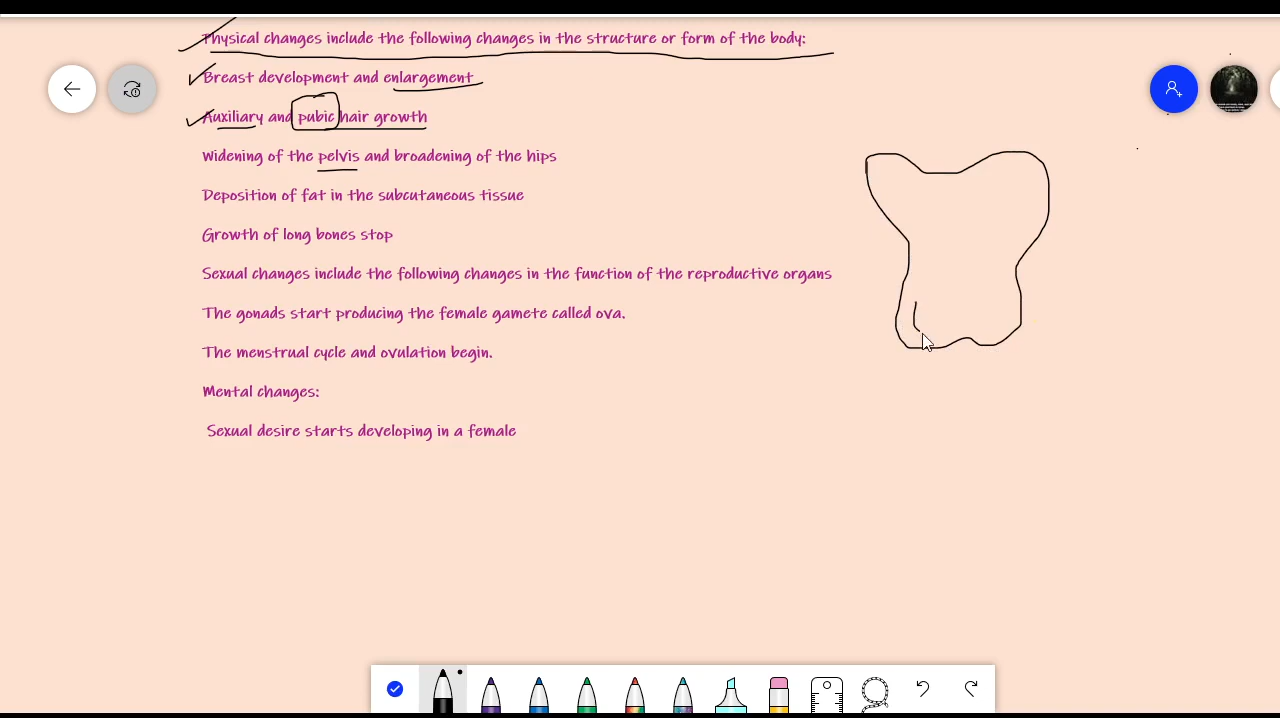 Physical changes include the following changes in the structure or form of the body:
Breast development and enlargement
Auxiliary and pubic hair growth
Widening of the pelvis and broadening of the hips
Deposition of fat in the subcutaneous tissue
Growth of long bones stop
Sexual changes include the following changes in the function of the reproductive organs
The gonads start producing the female gamete called ova.
The menstrual cycle and ovulation begin.
Mental changes:
Sexual desire starts developing in a female